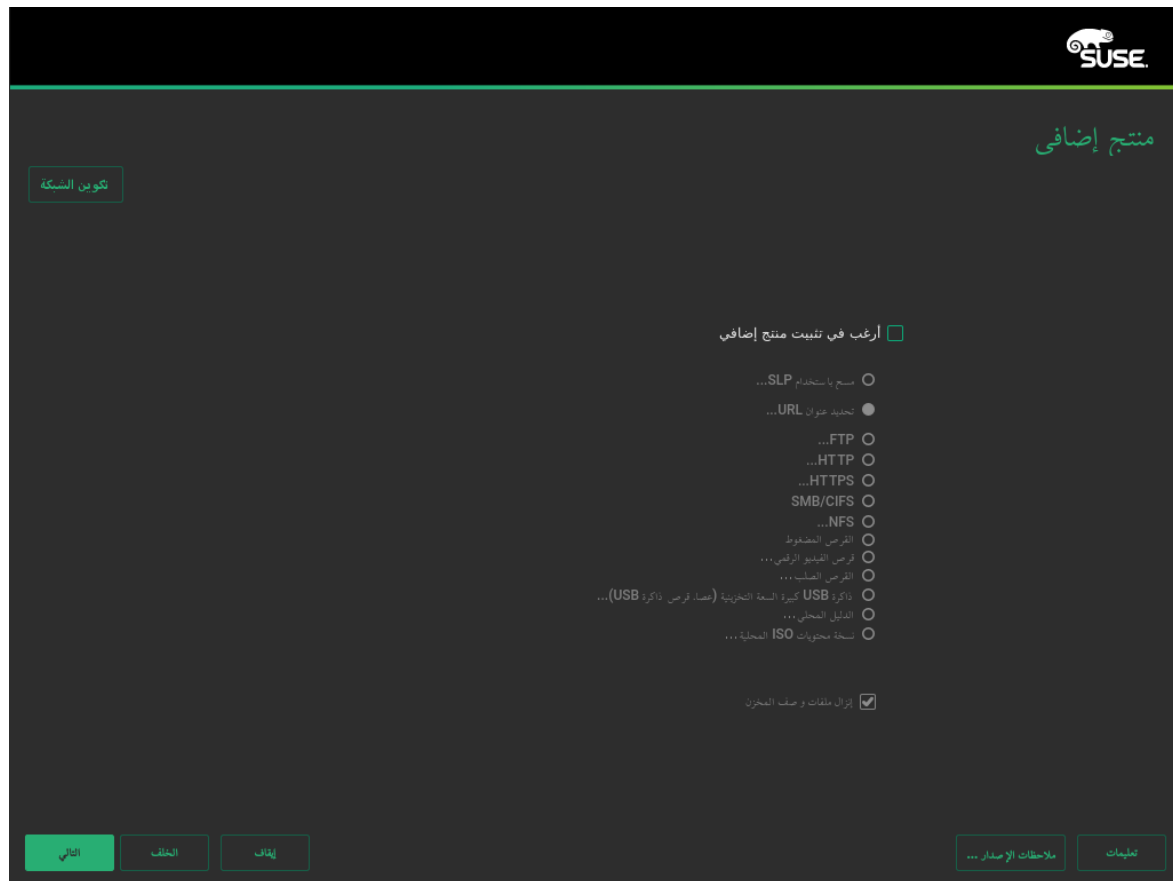 SUSE.
منتج إضافى
تكوين الشبكة
أرغب في تثبيت منتج إضافي
مسح باستخدام SLP...
تحديد عنوان URL...
FTP...
HTTP...
HTTPS...
SMB/CIFS
NFS...
القرص المضغوط
قرص الفيديو الرقمي...
القرص الصلب...
ذاكرة USB كبيرة السعة التخزينية (عصا، قرص ذاكرة USB)...
الدليل المحلي...
نسخة محتويات ISO المحلية...
إنزال ملفات وصف المخزن
تعليمات
ملاحظات الإصدار ...
إيقاف
الخلف
التالي